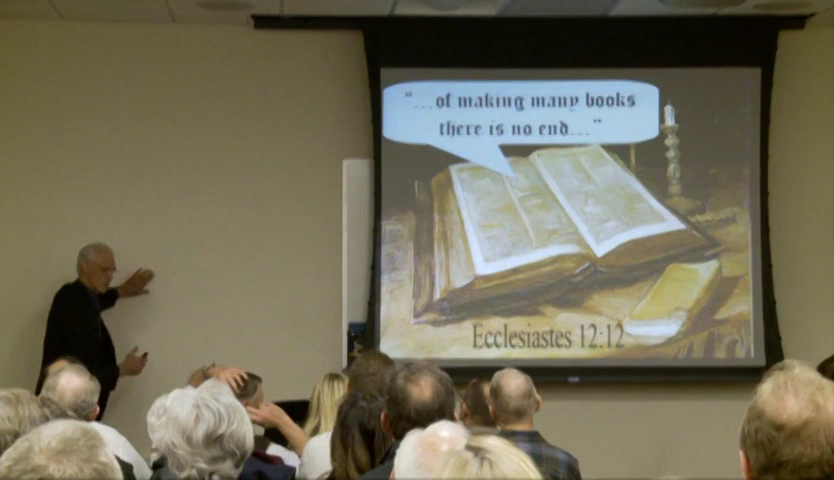 "...of making many books
there is no end..."
Ecclesiastes 12:12